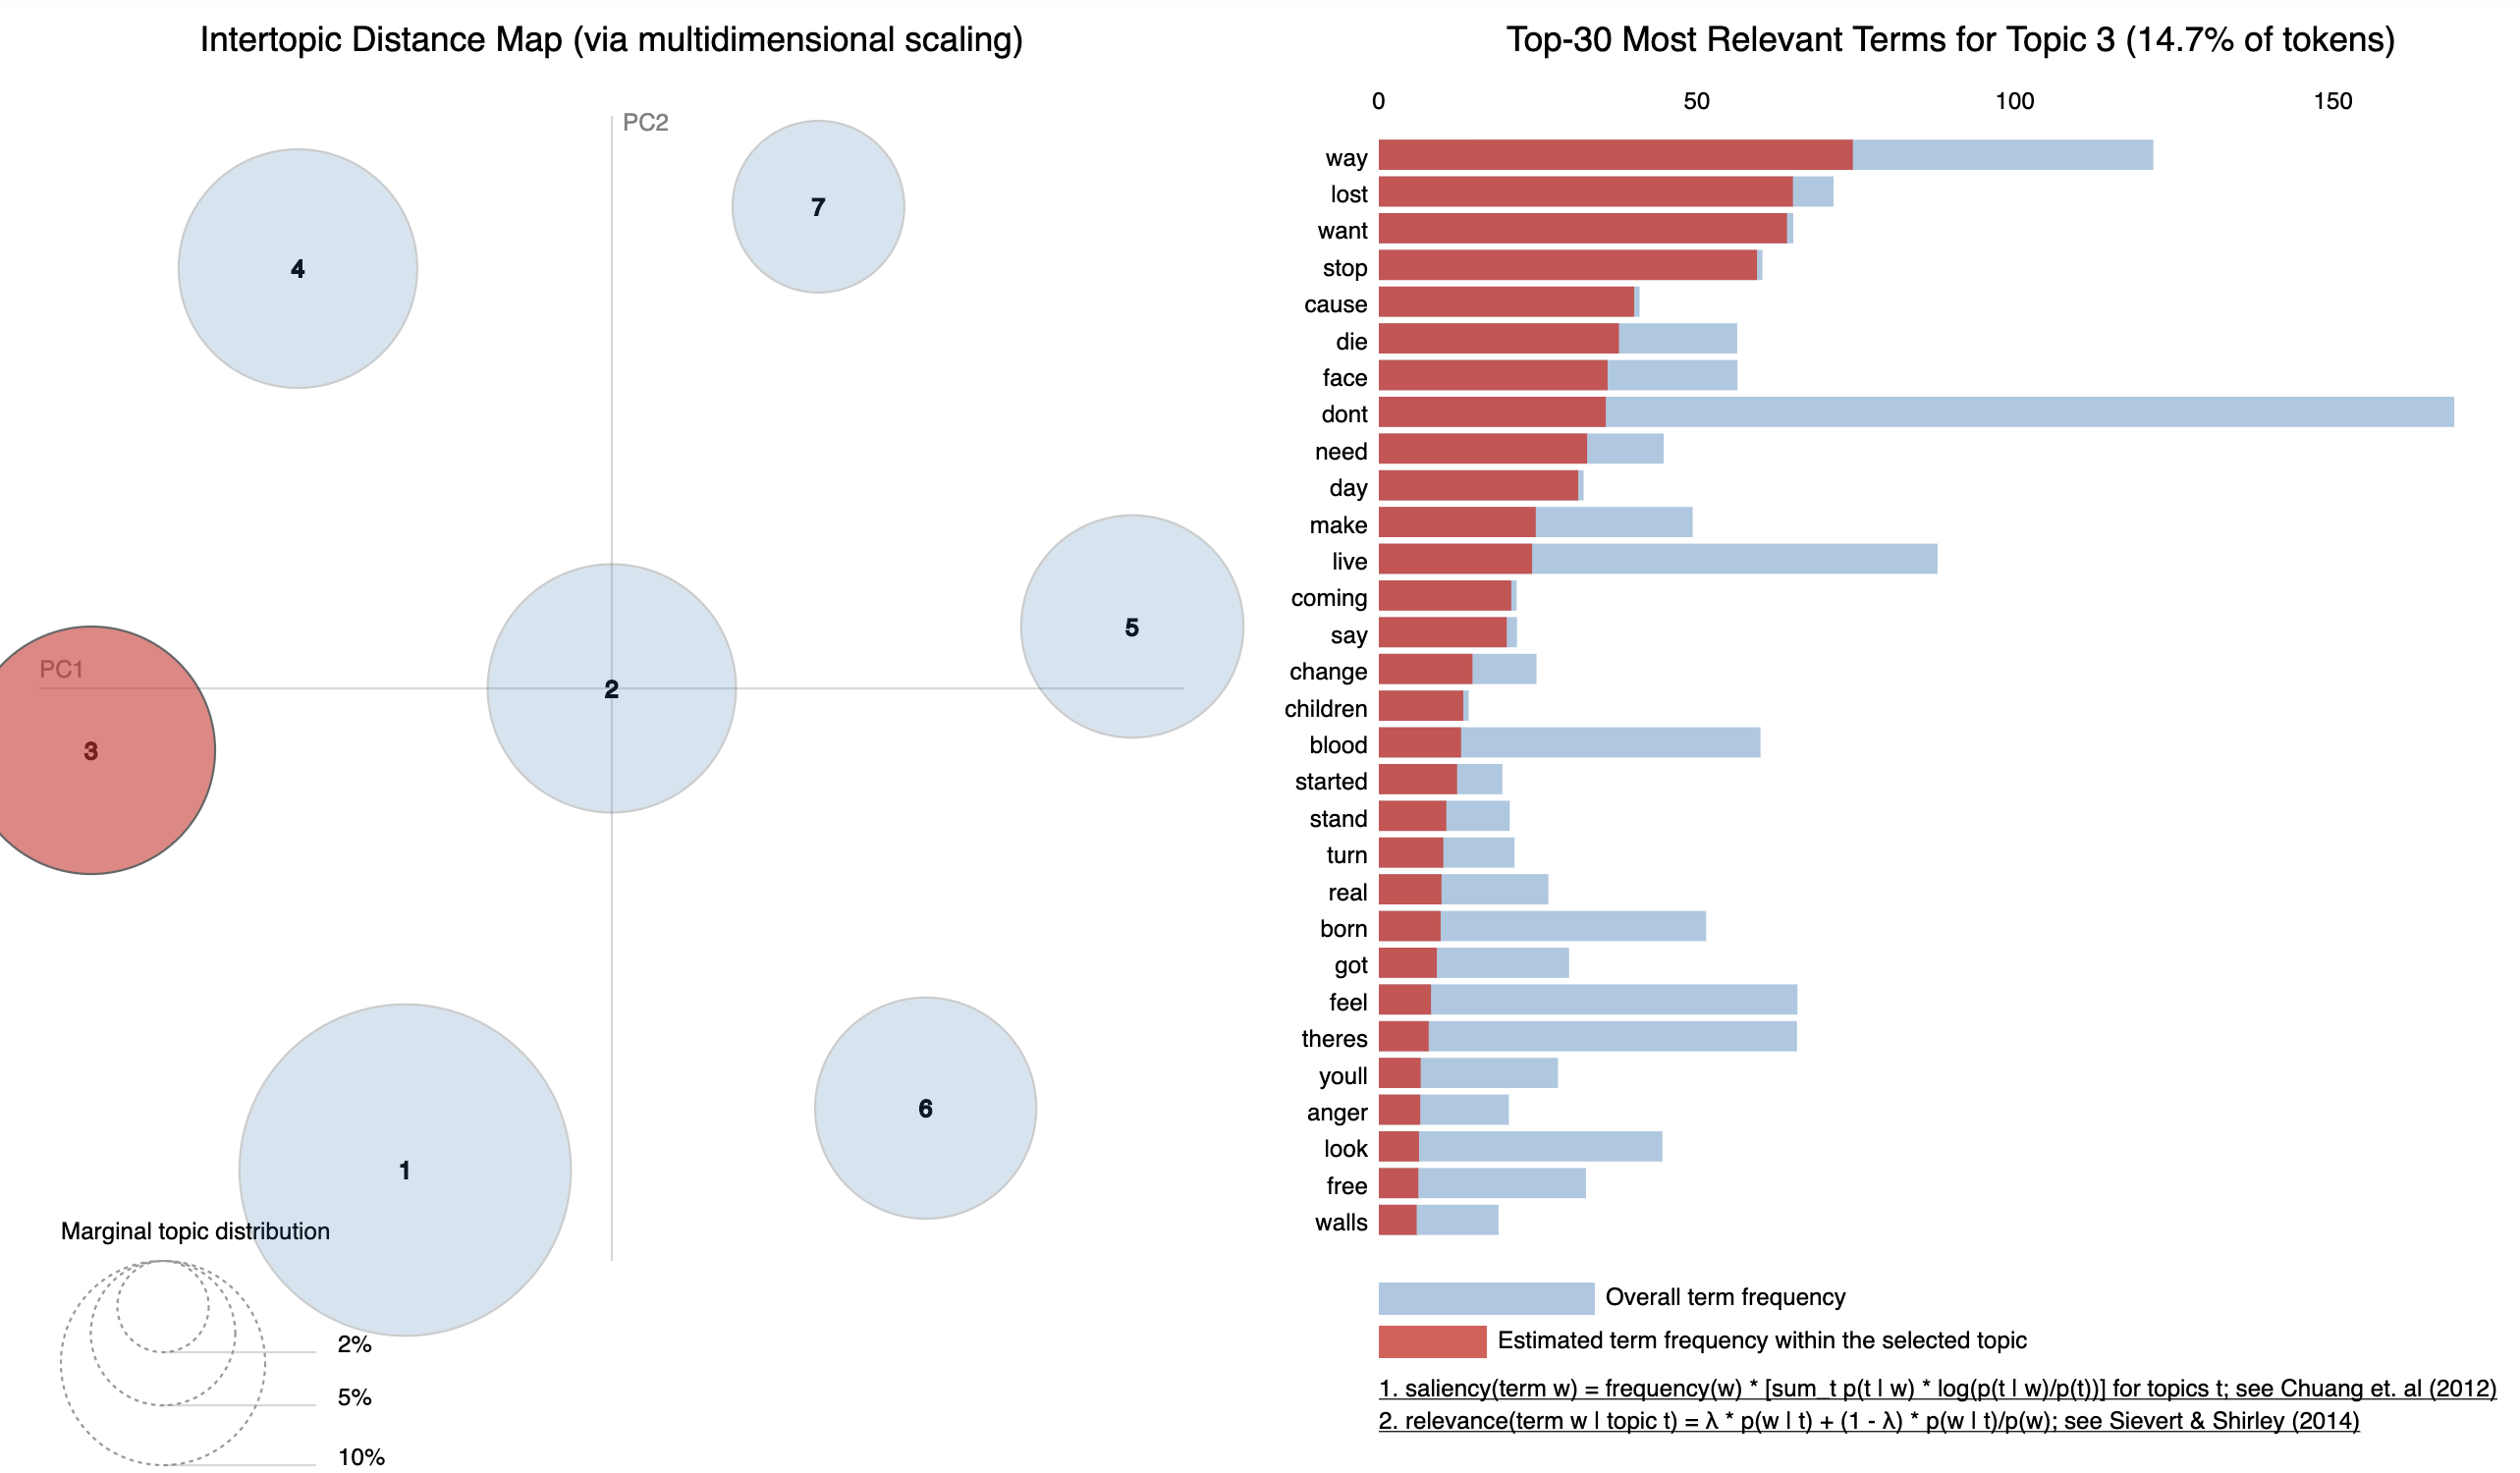 Intertopic Distance Map (via multidimensional scaling)
PC2
7
4
5
PC1
2
3
6
1
Marginal topic distribution
2%
5%
10%
Top-30 Most Relevant Terms for Topic 3 (14.7% of tokens)
0 50 100 150
way
lost
want
stop
cause
die
face
dont
need
day
make
live
coming
say
change
children
blood
started
stand
turn
real
born
got
feel
theres
youll
anger
look
free
walls
Overall term frequency
Estimated term frequency within the selected topic
1. saliency(term w) = frequency(w) * [sum_t p(t | w) * log(p(t | w)/p(t))] for topics t; see Chuang et. al (2012)
2. relevance(term w | topic t) = λ * p(w | t) + (1 - λ) * p(w | t)/p(w); see Sievert & Shirley (2014)